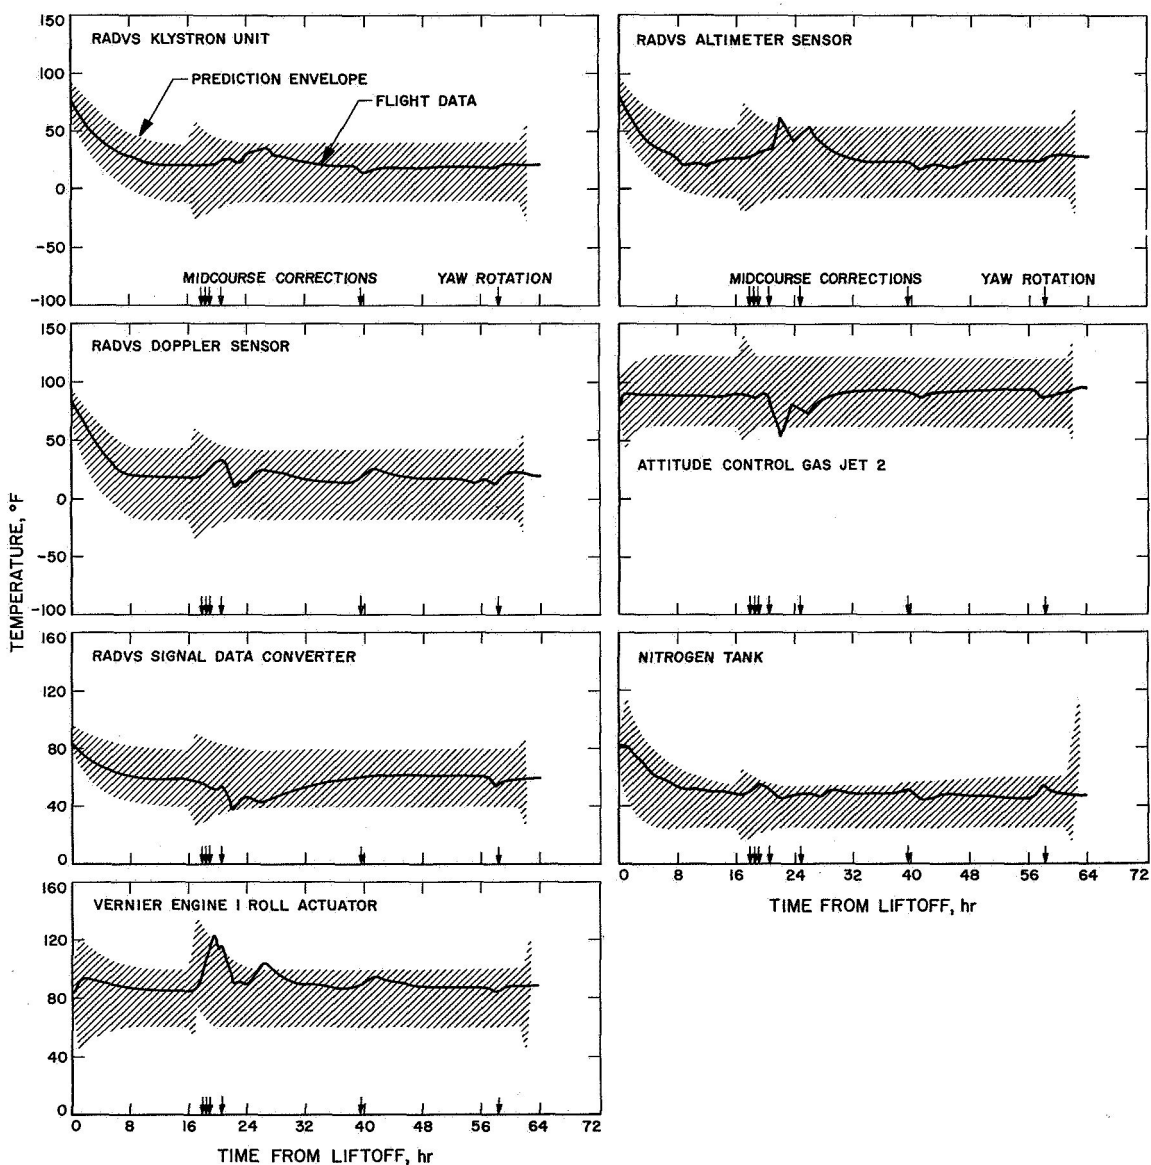 150
RADVS KLYSTRON UNIT
100
PREDICTION ENVELOPE
FLIGHT DATA
50
0
-50
MIDCOURSE CORRECTIONS YAW ROTATION
-100
RADVS ALTIMETER SENSOR
MIDCOURSE CORRECTIONS YAW ROTATION
150
RADVS DOPPLER SENSOR
100
50
0
-50
-100
ATTITUDE CONTROL GAS JET 2
TEMPERATURE, °F
160
RADVS SIGNAL DATA CONVERTER
120
80
40
0
NITROGEN TANK
0 8 16 24 32 40 48 56 64 72
TIME FROM LIFTOFF, hr
160
VERNIER ENGINE I ROLL ACTUATOR
120
80
40
0
0 8 16 24 32 40 48 56 64 72
TIME FROM LIFTOFF, hr